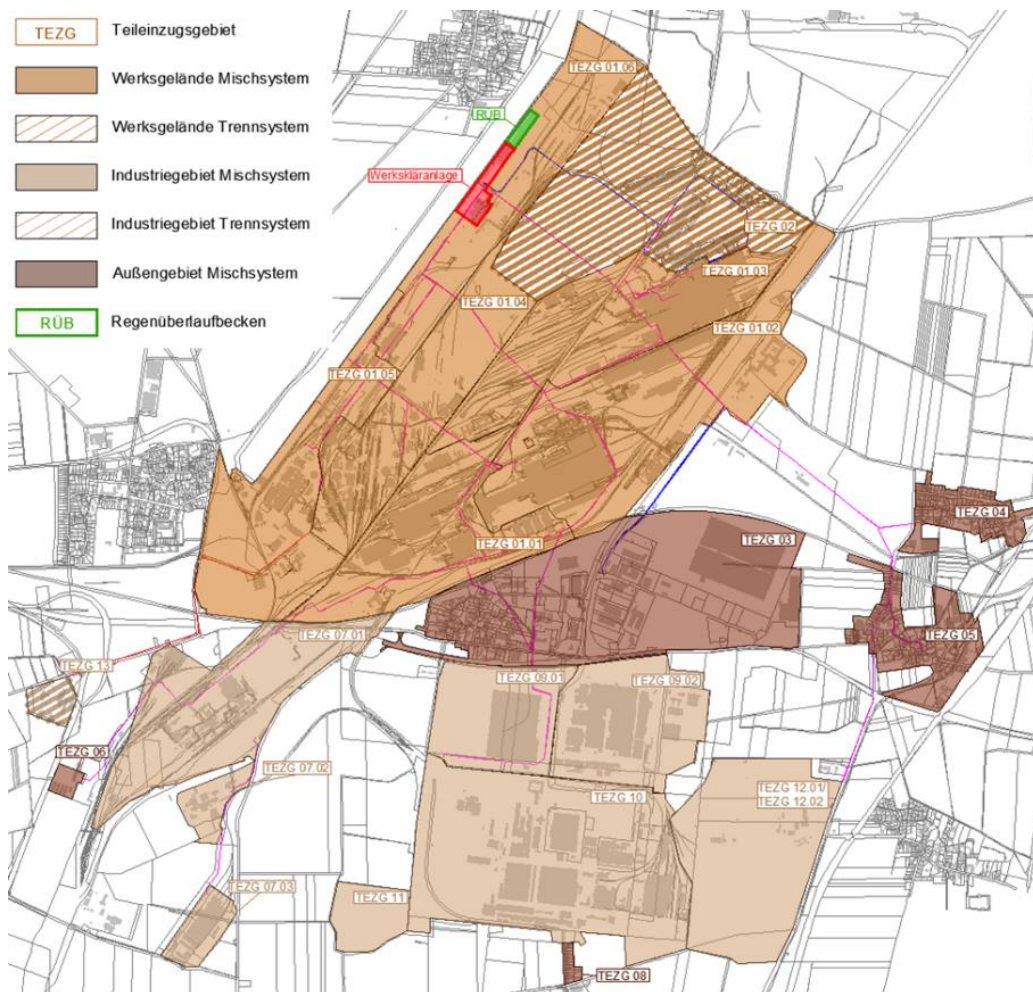 TEZG
Teileinzugsgebiet
Werksgelände Mischsystem
Werksgelände Trennsystem
Industriegebiet Mischsystem
Industriegebiet Trennsystem
Außengebiet Mischsystem
RÜB
Regenüberlaufbecken
TEZG 01.06
RÜB
Werkskläranlage
TEZG 02
TEZG 01.03
TEZG 01.04
TEZG 01.02
TEZG 01.05
TEZG 04
TEZG 01.01
TEZG 03
TEZG 07.01
TEZG 05
TEZG 13
TEZG 09.01
TEZG 09.02
TEZG 06
TEZG 07.02
TEZG 10
TEZG 12.01/
TEZG 12.02
TEZG 07.03
TEZG 11
TEZG 08